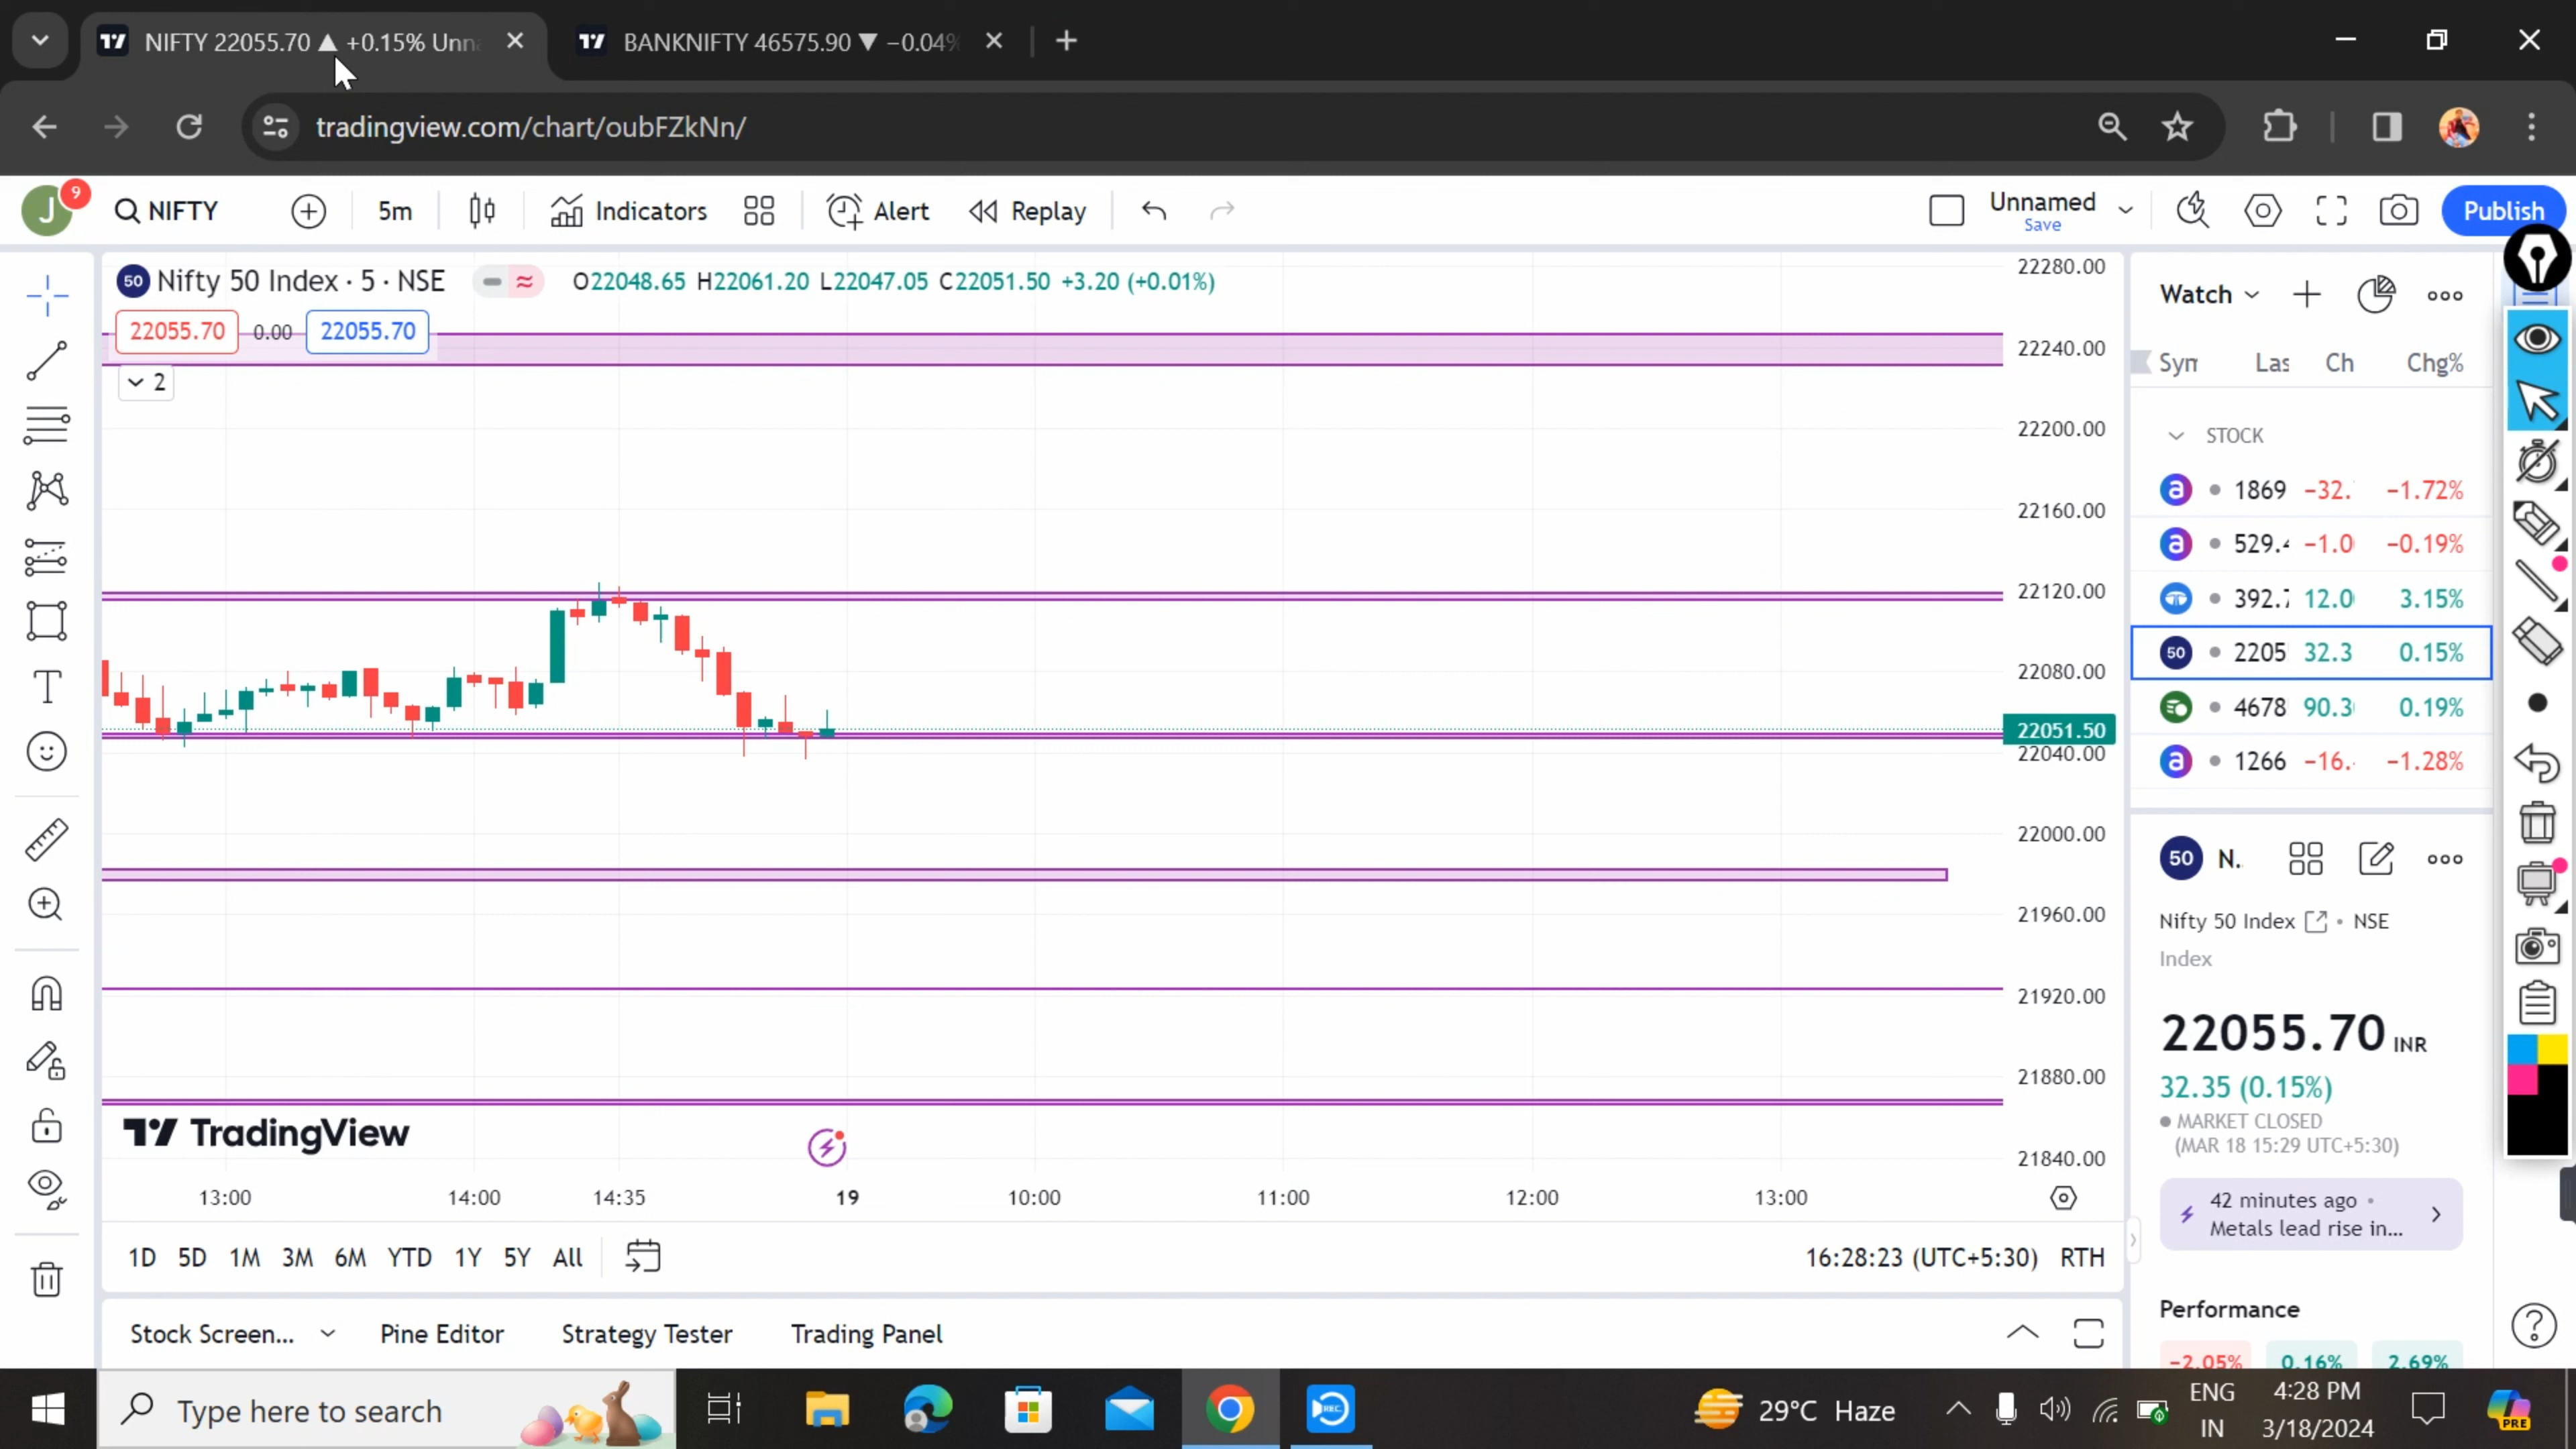 NIFTY 22055.70 ▲ +0.15% Unn
BANKNIFTY 46575.90 ▼ −0.04%
tradingview.com/chart/oubFZkNn/
J
9
NIFTY
5m
Indicators
Alert
Replay
Unnamed
Save
Publish
50 Nifty 50 Index · 5 · NSE
O22048.65 H22061.20 L22047.05 C22051.50 +3.20 (+0.01%)
22055.70 0.00 22055.70
2
22280.00
22240.00
22200.00
22160.00
22120.00
22080.00
22051.50
22040.00
22000.00
21960.00
21920.00
21880.00
21840.00
TradingView
13:00 14:00 14:35 19 10:00 11:00 12:00 13:00
1D 5D 1M 3M 6M YTD 1Y 5Y All
16:28:23 (UTC+5:30) RTH
Stock Screen... Pine Editor Strategy Tester Trading Panel
Watch
Sym Las Ch Chg%
STOCK
a 1869 −32. −1.72%
a 529.4 −1.0 −0.19%
392.7 12.0 3.15%
50 2205 32.3 0.15%
4678 90.3 0.19%
a 1266 −16. −1.28%
50 N.
Nifty 50 Index • NSE
Index
22055.70 INR
32.35 (0.15%)
MARKET CLOSED
(MAR 18 15:29 UTC+5:30)
42 minutes ago •
Metals lead rise in...
Performance
−2.05% 0.16% 2.69%
Type here to search
REC
29°C Haze
ENG
IN
4:28 PM
3/18/2024
PRE